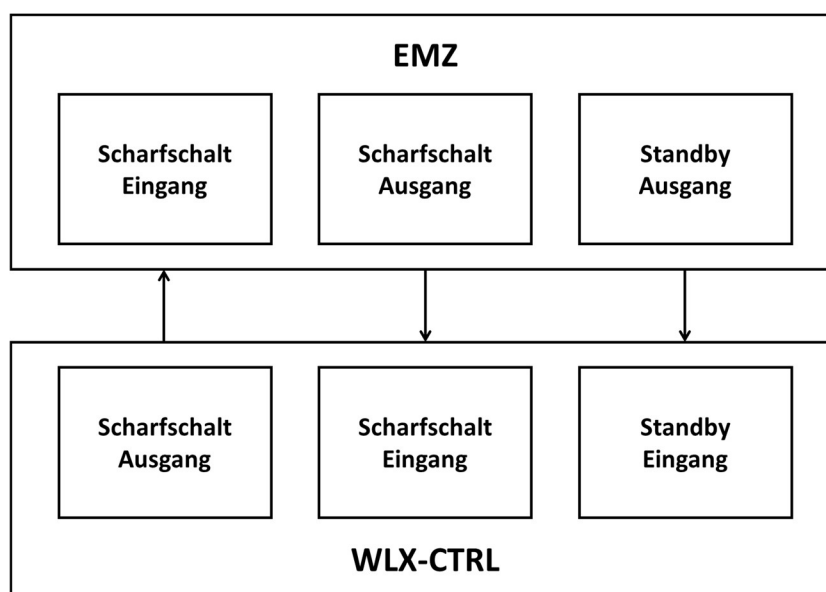 EMZ
Scharfschalt
Eingang
Scharfschalt
Ausgang
Standby
Ausgang
Scharfschalt
Ausgang
Scharfschalt
Eingang
Standby
Eingang
WLX-CTRL